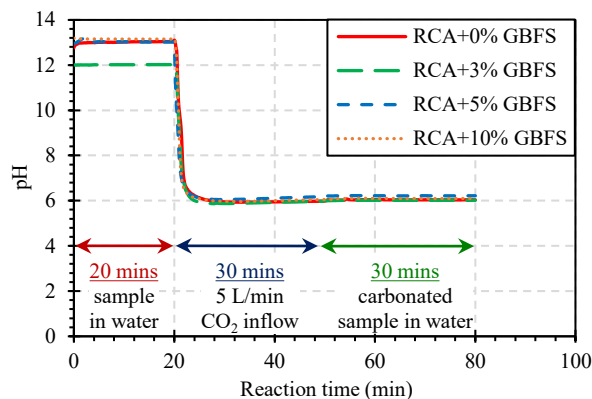 14
12
10
8
6
4
2
0
pH
RCA+0% GBFS
RCA+3% GBFS
RCA+5% GBFS
RCA+10% GBFS
20 mins
sample
in water
30 mins
5 L/min
CO₂ inflow
30 mins
carbonated
sample in water
0 20 40 60 80 100
Reaction time (min)